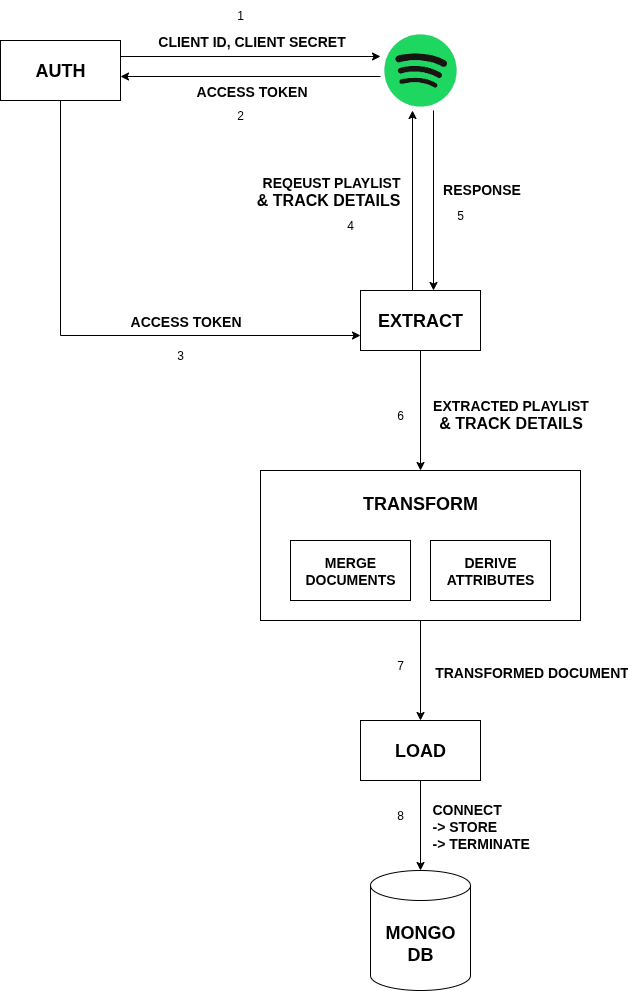 1
CLIENT ID, CLIENT SECRET
AUTH
ACCESS TOKEN
2
REQEUST PLAYLIST
& TRACK DETAILS
4
RESPONSE
5
EXTRACT
ACCESS TOKEN
3
6
EXTRACTED PLAYLIST
& TRACK DETAILS
TRANSFORM
MERGE
DOCUMENTS
DERIVE
ATTRIBUTES
7
TRANSFORMED DOCUMENT
LOAD
8
CONNECT
-> STORE
-> TERMINATE
MONGO
DB